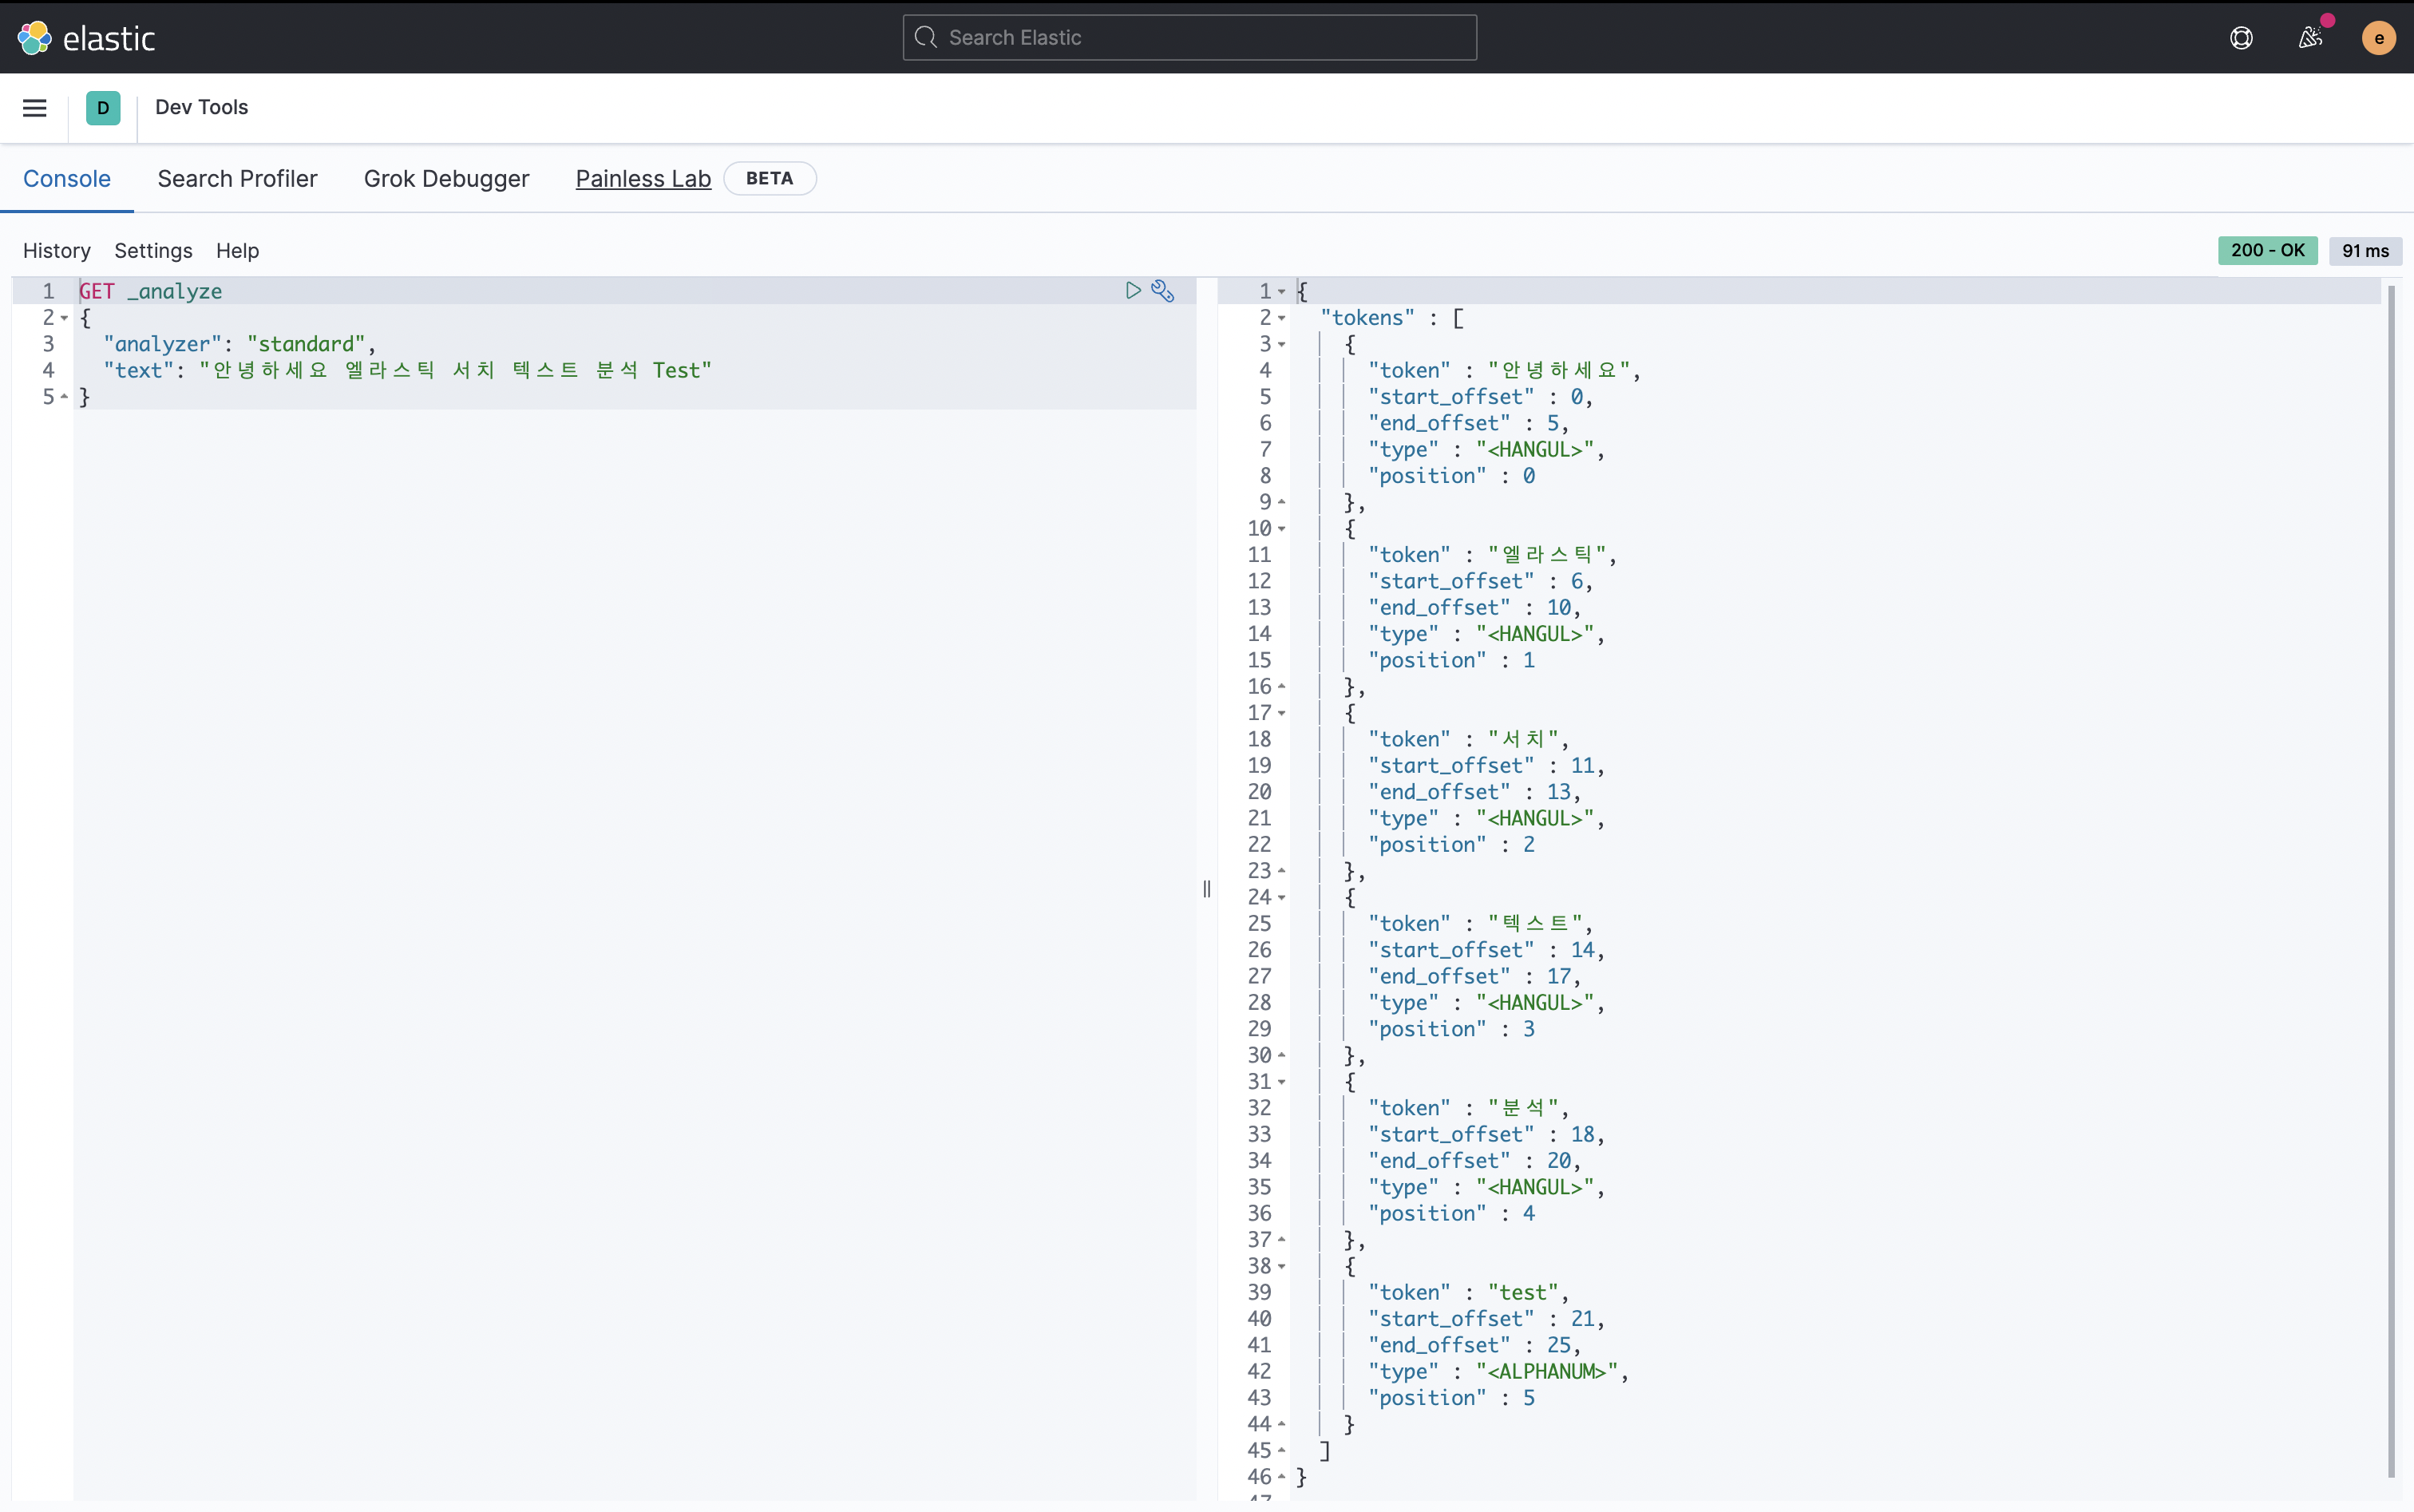 elastic
Search Elastic
e
D
Dev Tools
Console
Search Profiler
Grok Debugger
Painless Lab
BETA
History
Settings
Help
200 - OK
91 ms
1 GET _analyze
2 {
3 "analyzer": "standard",
4 "text": "안녕하세요 엘라스틱 서치 텍스트 분석 Test"
5 }
1 {
2 "tokens" : [
3 {
4 "token" : "안녕하세요",
5 "start_offset" : 0,
6 "end_offset" : 5,
7 "type" : "<HANGUL>",
8 "position" : 0
9 },
10 {
11 "token" : "엘라스틱",
12 "start_offset" : 6,
13 "end_offset" : 10,
14 "type" : "<HANGUL>",
15 "position" : 1
16 },
17 {
18 "token" : "서치",
19 "start_offset" : 11,
20 "end_offset" : 13,
21 "type" : "<HANGUL>",
22 "position" : 2
23 },
24 {
25 "token" : "텍스트",
26 "start_offset" : 14,
27 "end_offset" : 17,
28 "type" : "<HANGUL>",
29 "position" : 3
30 },
31 {
32 "token" : "분석",
33 "start_offset" : 18,
34 "end_offset" : 20,
35 "type" : "<HANGUL>",
36 "position" : 4
37 },
38 {
39 "token" : "test",
40 "start_offset" : 21,
41 "end_offset" : 25,
42 "type" : "<ALPHANUM>",
43 "position" : 5
44 }
45 ]
46 }
47